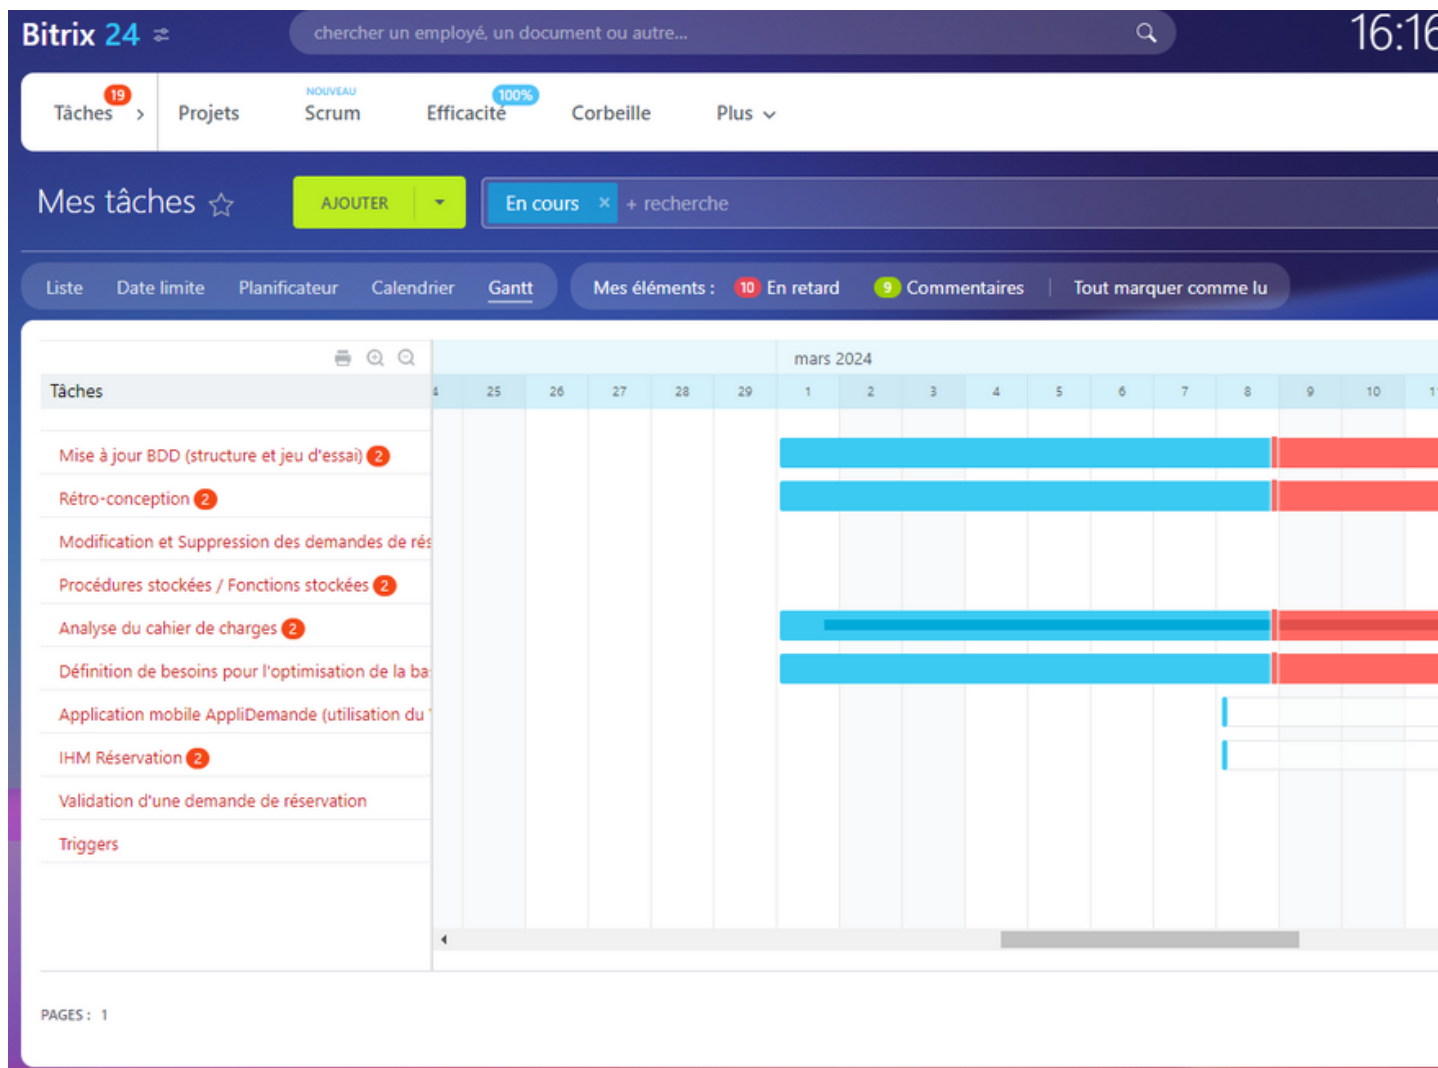 Bitrix 24
chercher un employé, un document ou autre...
16:16
Tâches 19
Projets
NOUVEAU
Scrum
Efficacité 100%
Corbeille
Plus
Mes tâches
AJOUTER
En cours × + recherche
Liste Date limite Planificateur Calendrier Gantt
Mes éléments : 10 En retard 9 Commentaires Tout marquer comme lu
mars 2024
Tâches
4 25 26 27 28 29 1 2 3 4 5 6 7 8 9 10
Mise à jour BDD (structure et jeu d'essai) 2
Rétro-conception 2
Modification et Suppression des demandes de rés
Procédures stockées / Fonctions stockées 2
Analyse du cahier de charges 2
Définition de besoins pour l'optimisation de la ba
Application mobile AppliDemande (utilisation du
IHM Réservation 2
Validation d'une demande de réservation
Triggers
PAGES : 1